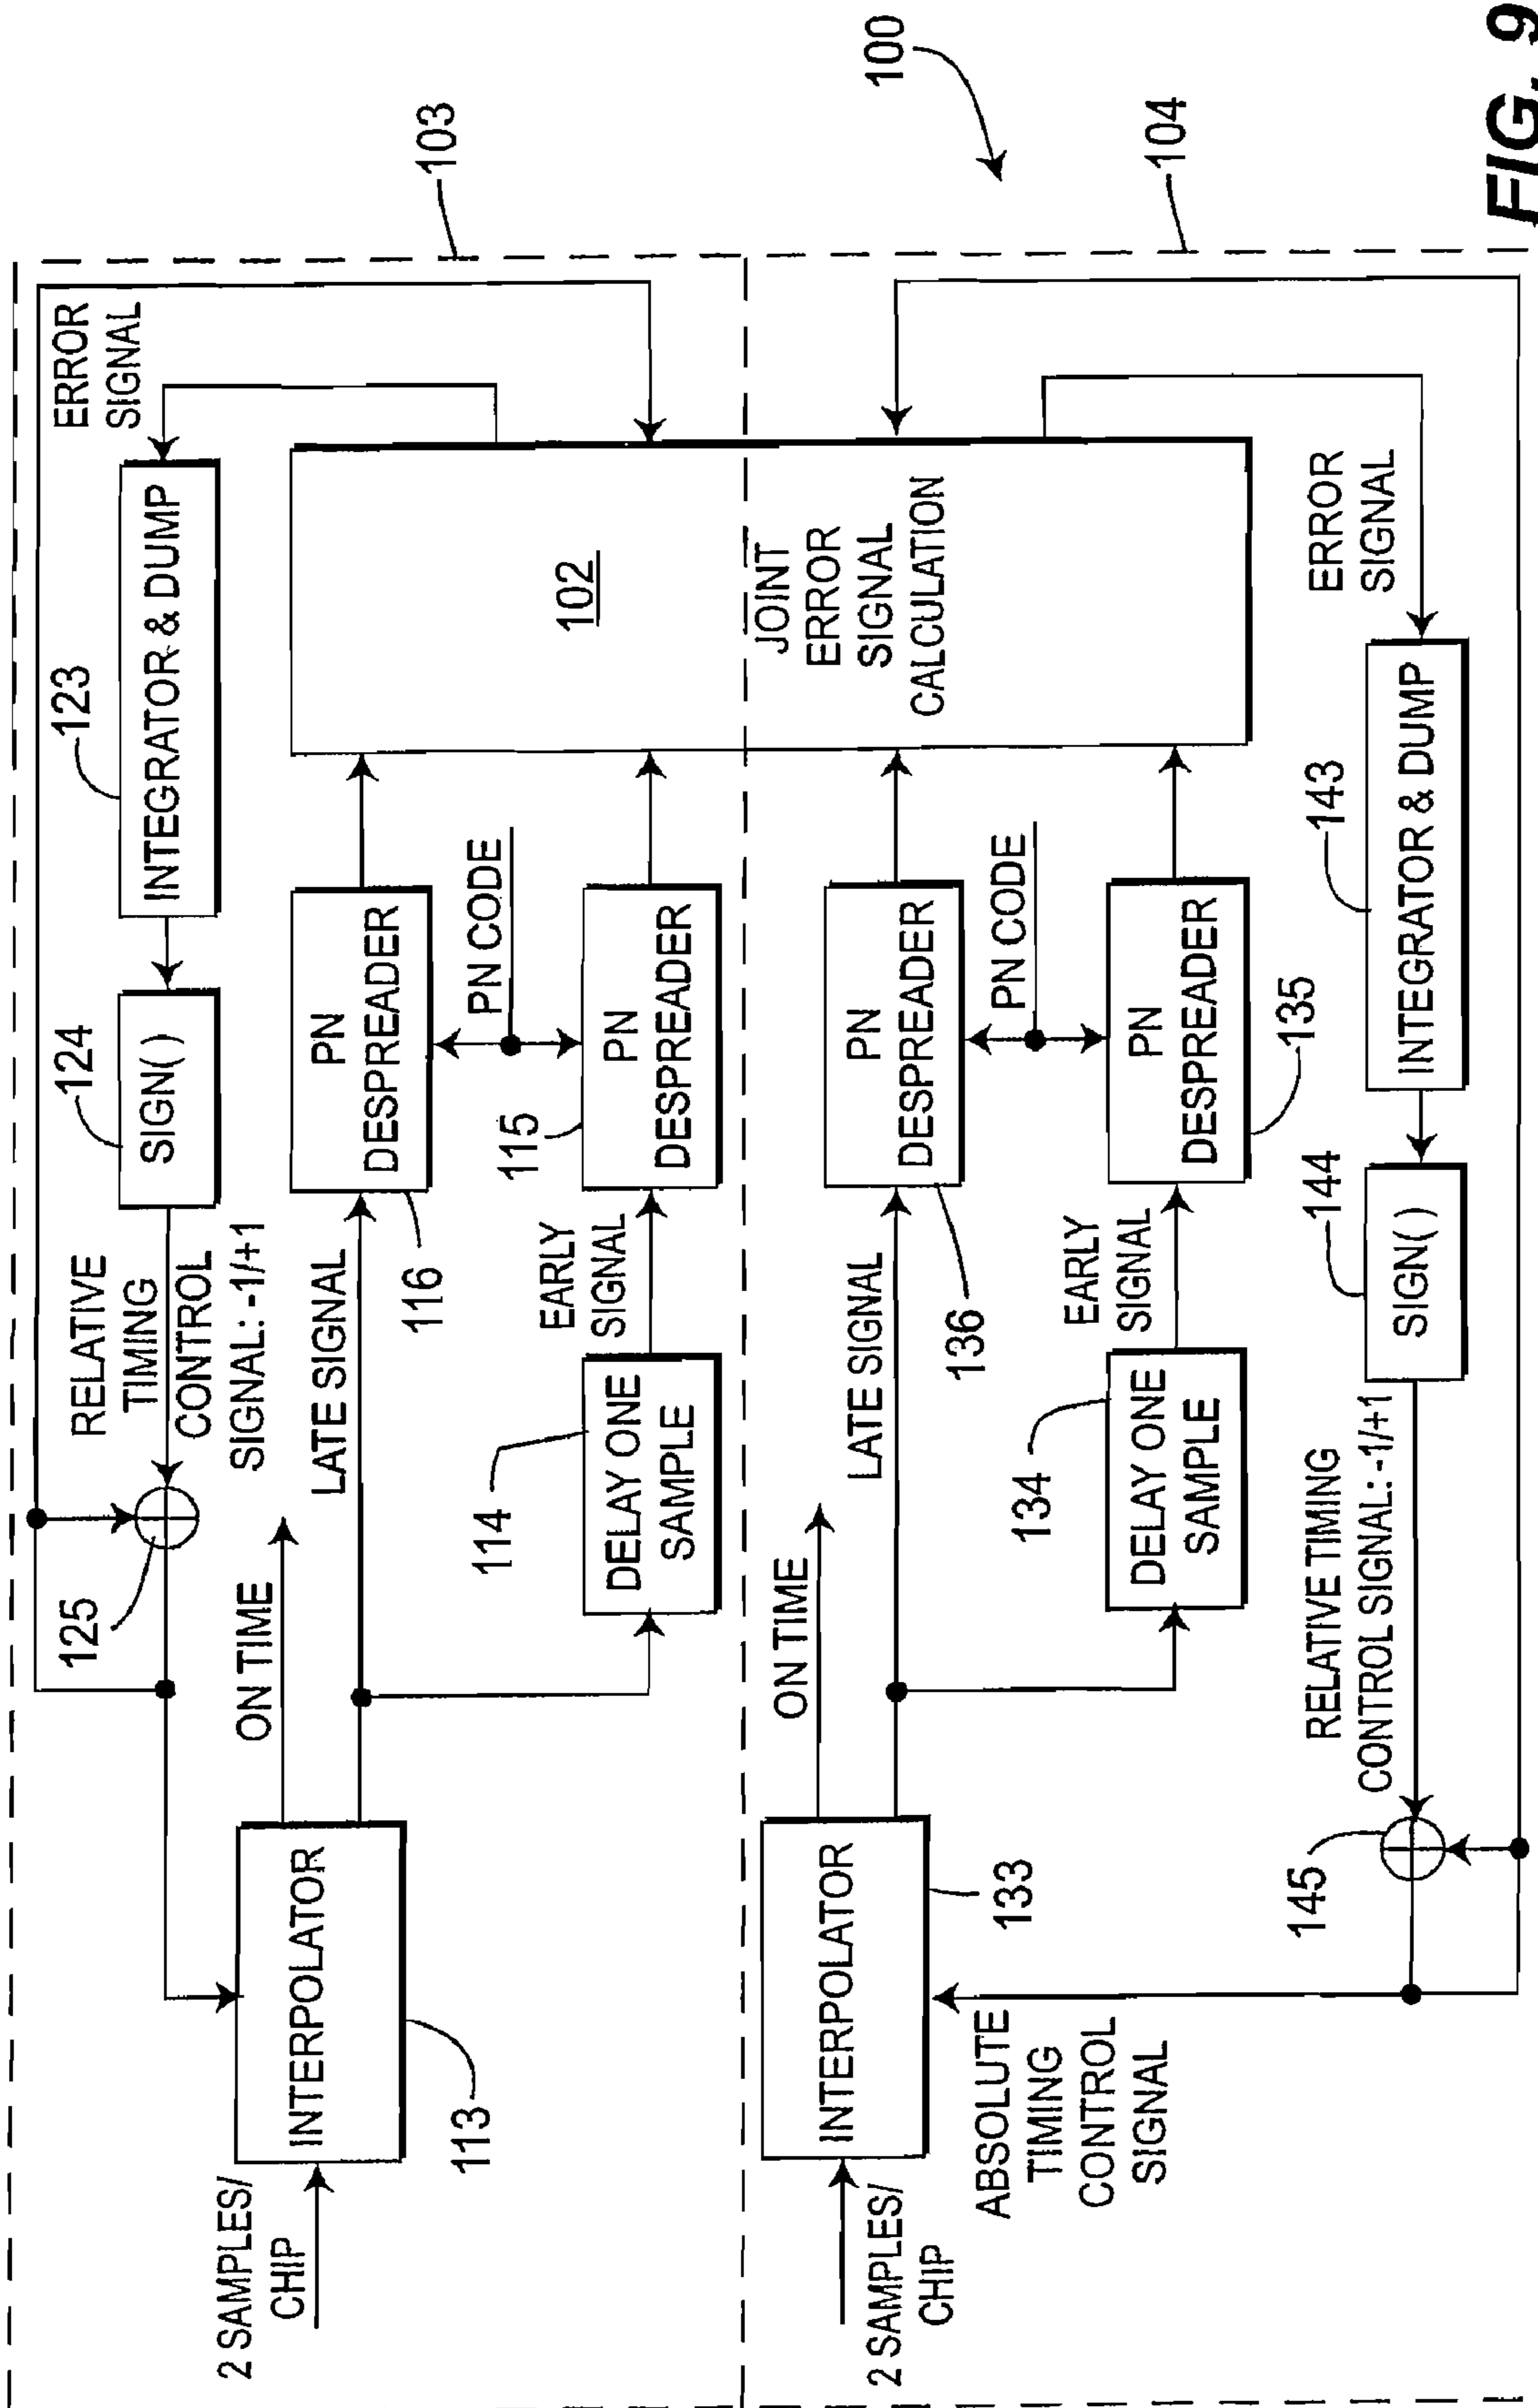 103
ERROR
SIGNAL
123
INTEGRATOR & DUMP
124
SIGN( )
RELATIVE
TIMING
CONTROL
SIGNAL: -1/+1
125
ON TIME
LATE SIGNAL
116
PN
DESPREADER
PN CODE
115
PN
DESPREADER
EARLY
SIGNAL
114
DELAY ONE
SAMPLE
INTERPOLATOR
113
2 SAMPLES/
CHIP
102
JOINT
ERROR
SIGNAL
CALCULATION
100
104
ON TIME
LATE SIGNAL
136
PN
DESPREADER
PN CODE
PN
DESPREADER
135
EARLY
SIGNAL
134
DELAY ONE
SAMPLE
INTERPOLATOR
133
2 SAMPLES/
CHIP
ABSOLUTE
TIMING
CONTROL
SIGNAL
ERROR
SIGNAL
143
INTEGRATOR & DUMP
144
SIGN( )
RELATIVE TIMING
CONTROL SIGNAL: -1/+1
145
FIG. 9